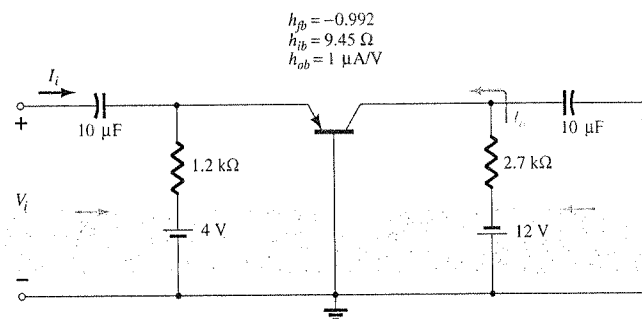 h_fb = −0.992
h_ib = 9.45 Ω
h_ob = 1 μA/V
I_i
+
10 μF
I_o
10 μF
1.2 kΩ
2.7 kΩ
V_i
4 V
12 V
−